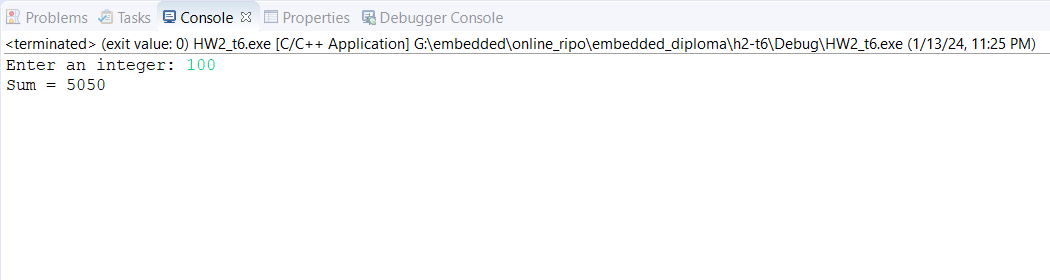 Problems Tasks Console Properties Debugger Console
<terminated> (exit value: 0) HW2_t6.exe [C/C++ Application] G:\embedded\online_ripo\embedded_diploma\h2-t6\Debug\HW2_t6.exe (1/13/24, 11:25 PM)
Enter an integer: 100
Sum = 5050